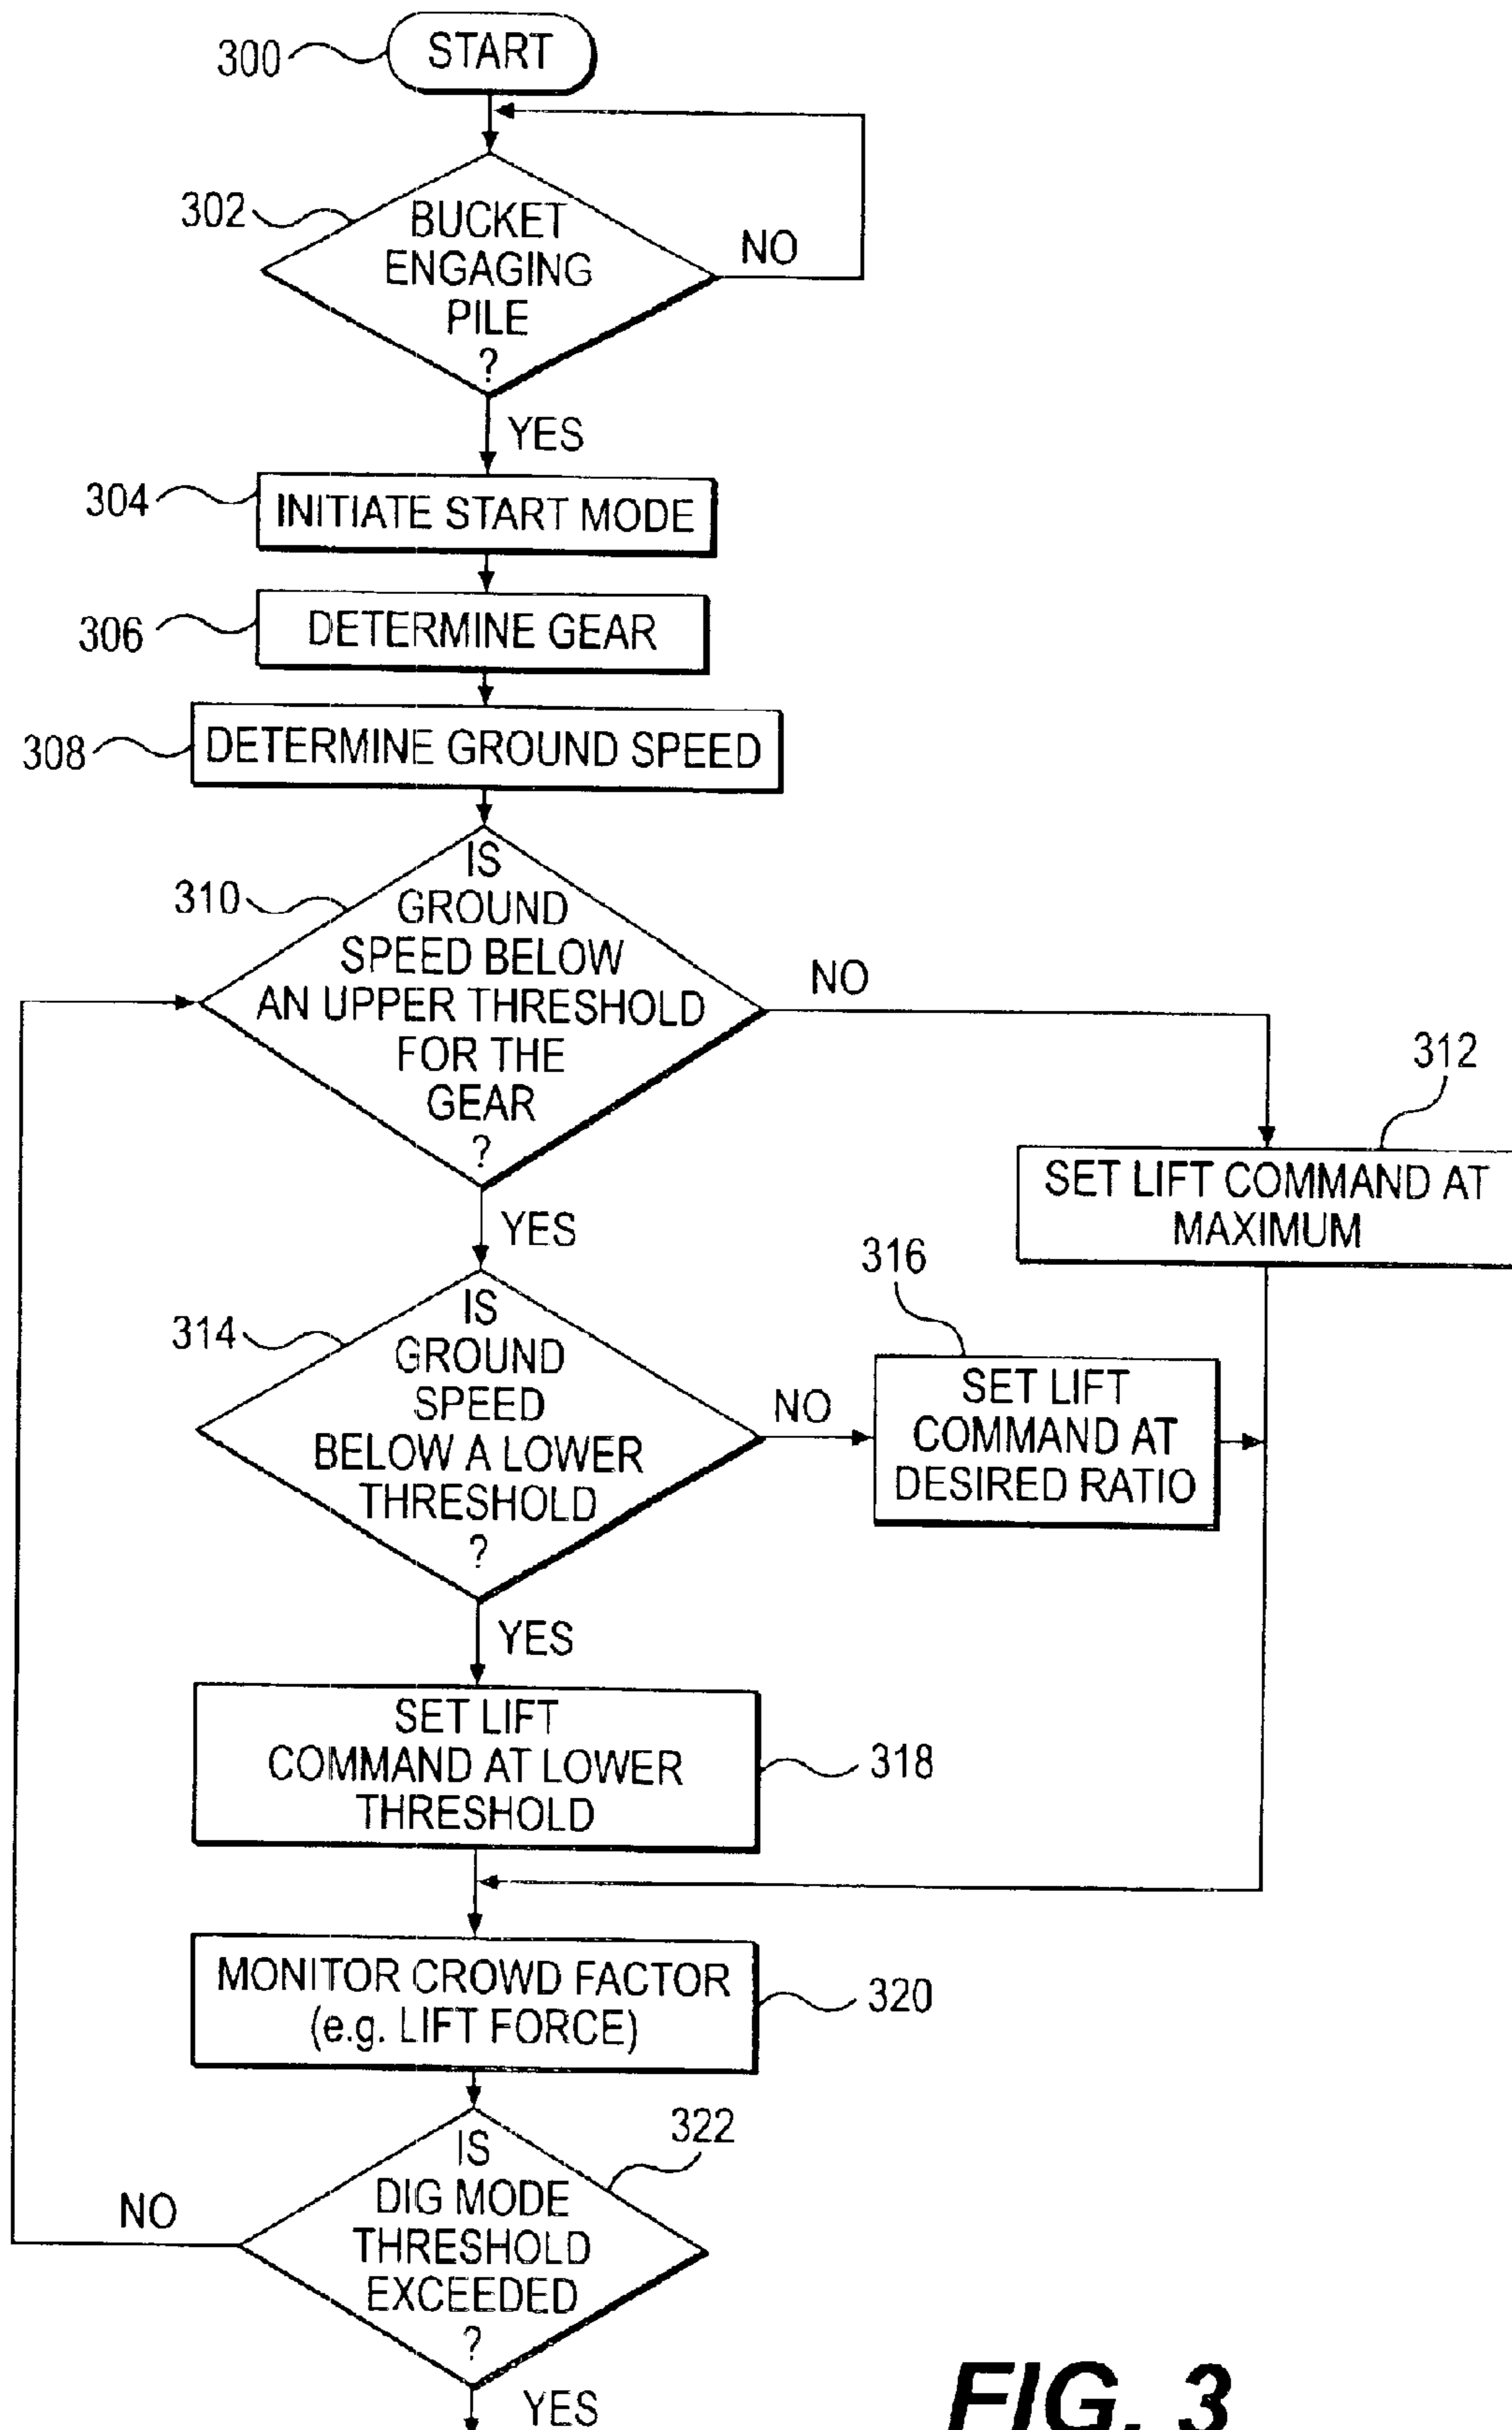 300
START
302
BUCKET
ENGAGING
PILE
?
NO
YES
304
INITIATE START MODE
306
DETERMINE GEAR
308
DETERMINE GROUND SPEED
310
IS
GROUND
SPEED BELOW
AN UPPER THRESHOLD
FOR THE
GEAR
?
NO
YES
312
SET LIFT COMMAND AT
MAXIMUM
314
IS
GROUND
SPEED
BELOW A LOWER
THRESHOLD
?
NO
316
SET LIFT
COMMAND AT
DESIRED RATIO
YES
SET LIFT
COMMAND AT LOWER
THRESHOLD
318
MONITOR CROWD FACTOR
(e.g. LIFT FORCE)
320
322
IS
DIG MODE
THRESHOLD
EXCEEDED
?
NO
YES
FIG. 3